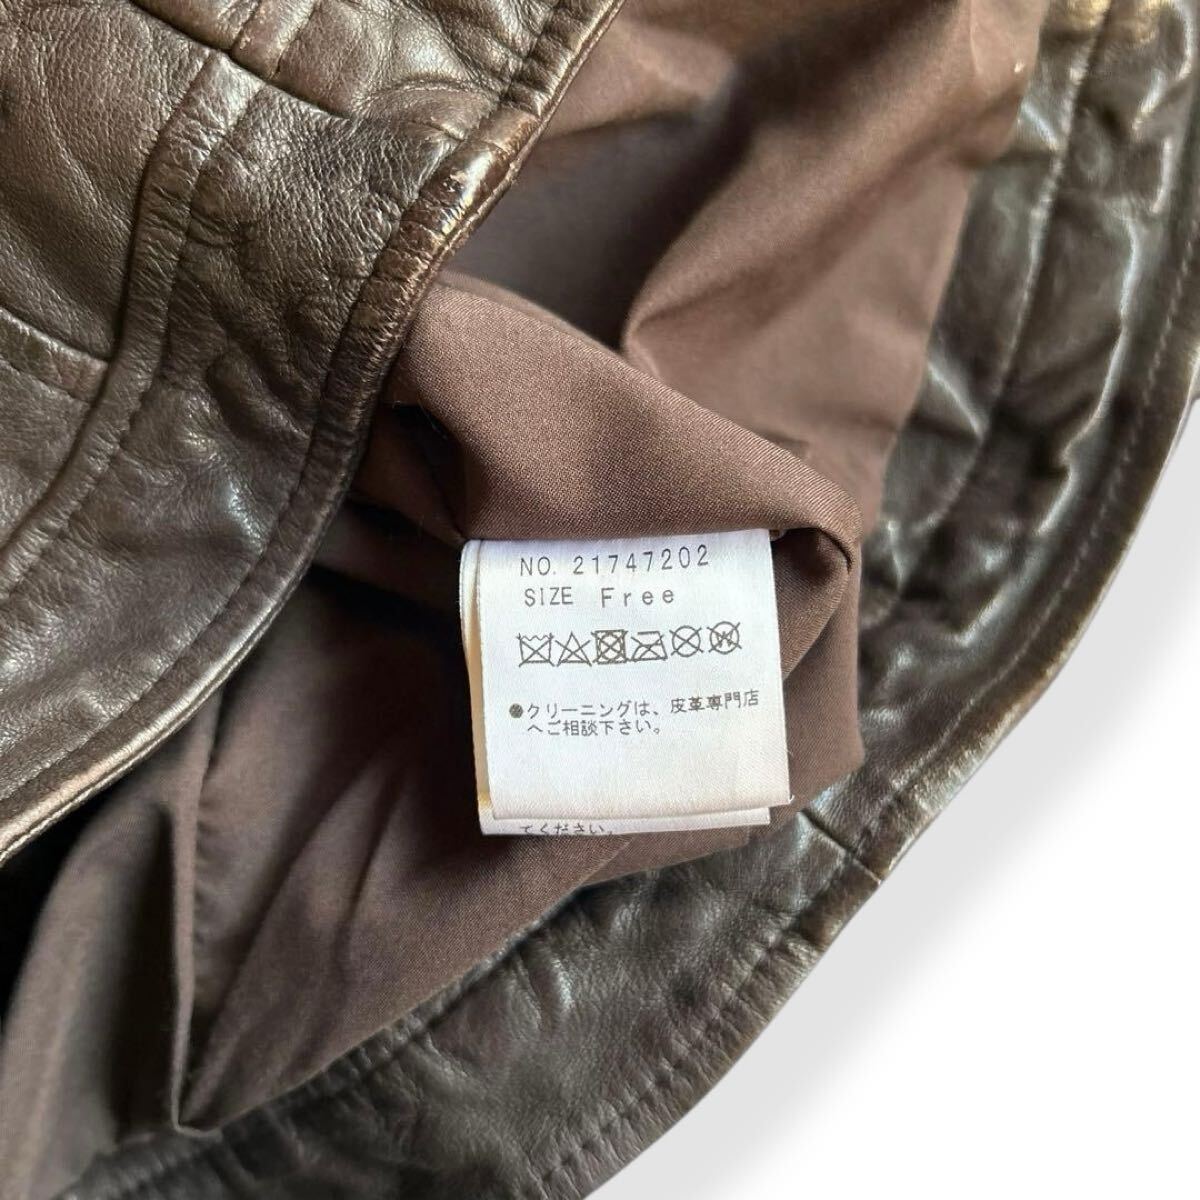 NO. 21747202
SIZE Free
●クリーニングは、皮革専門店
へご相談下さい。
てください。